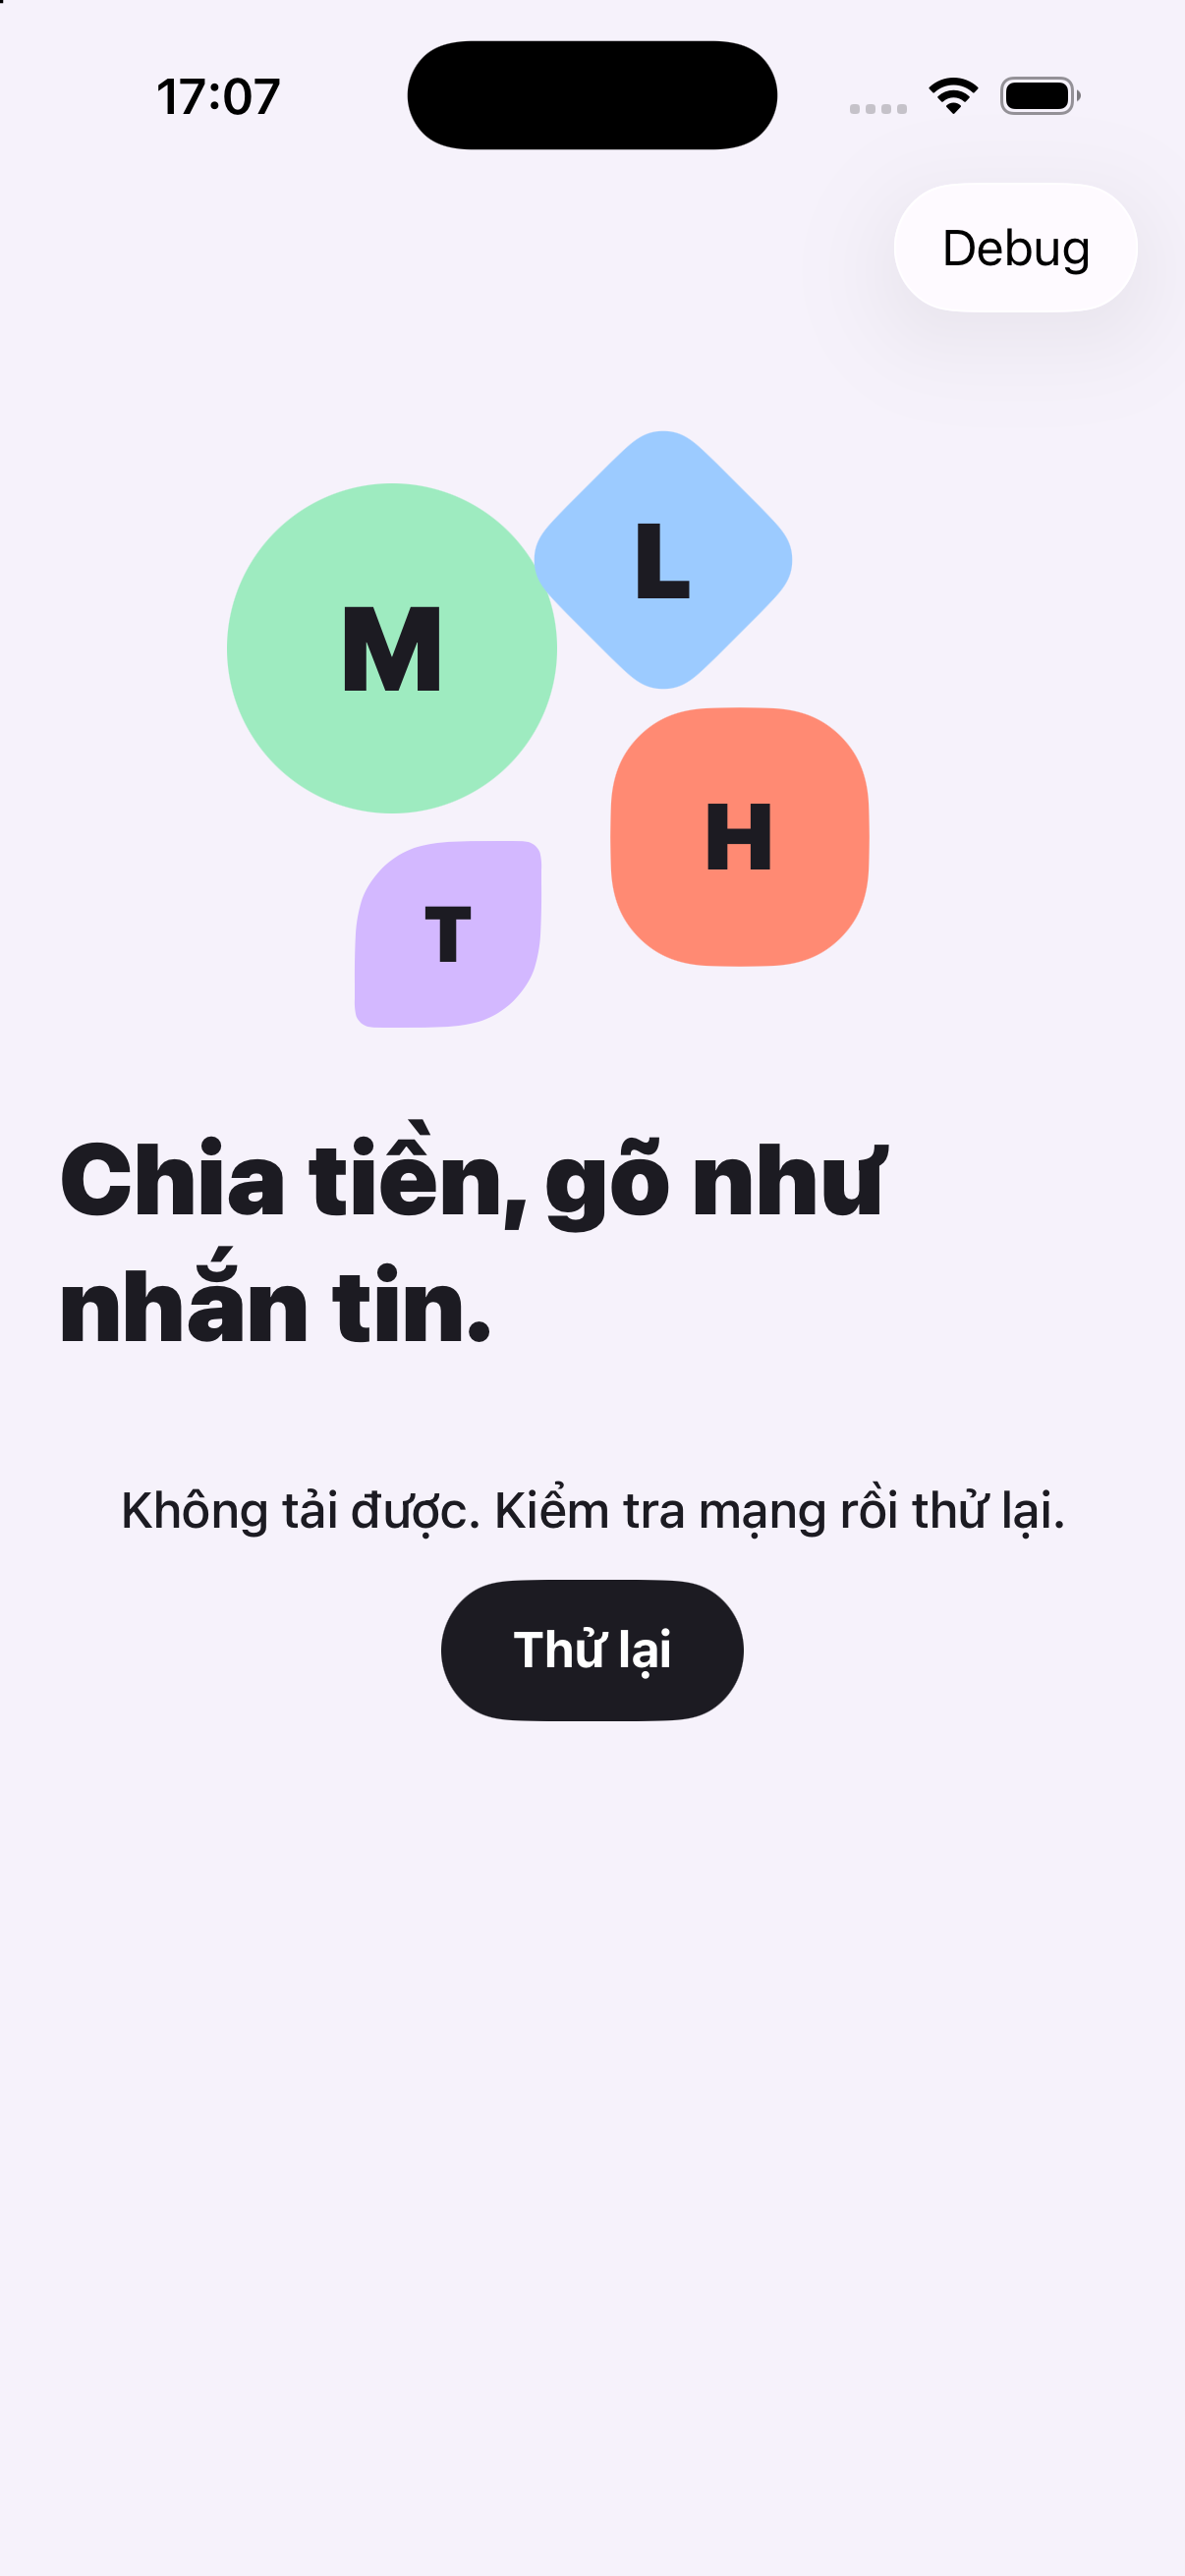 17:07
Debug
L
M
H
T
Chia tiền, gõ như
nhắn tin.
Không tải được. Kiểm tra mạng rồi thử lại.
Thử lại